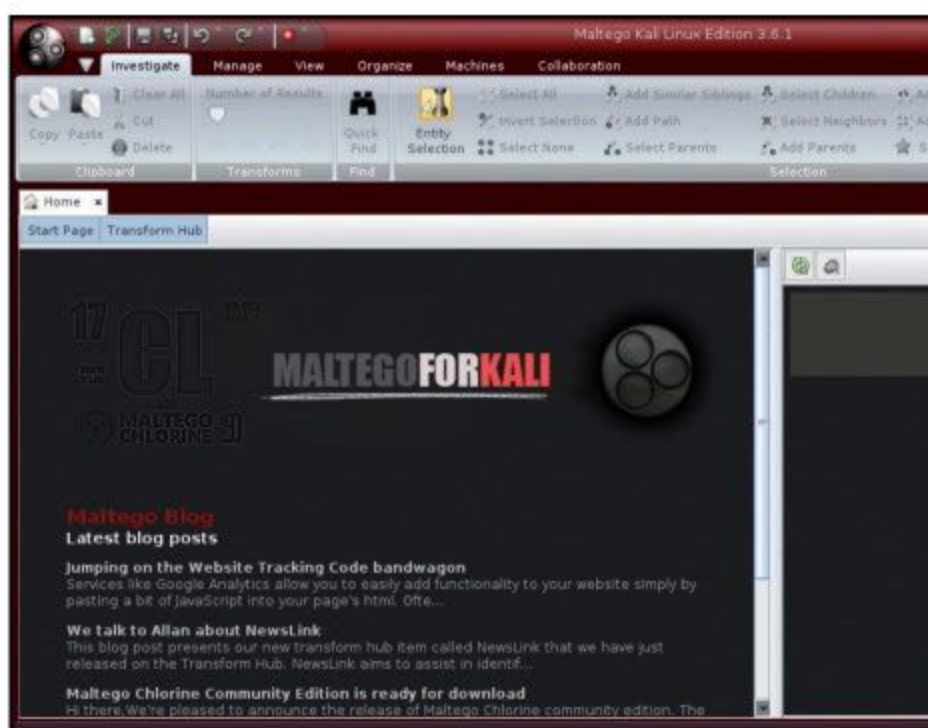 Maltego Kali Linux Edition 3.6.1
Investigate Manage View Organize Machines Collaboration
Copy Paste Clear All Cut Delete
Number of Results
Quick Find
Entity Selection
Select All
Invert Selection
Select None
Add Similar Siblings
Add Path
Select Parents
Select Children
Select Neighbors
Add Parents
Clipboard Transforms Find Selection
Home
Start Page Transform Hub
17 CL
MALTEGO
CHLORINE
MALTEGOFORKALI
Maltego Blog
Latest blog posts
Jumping on the Website Tracking Code bandwagon
Services like Google Analytics allow you to easily add functionality to your website simply by
pasting a bit of JavaScript into your page's html. Ofte...
We talk to Allan about NewsLink
This blog post presents our new transform hub item called NewsLink that we have just
released on the Transform Hub. NewsLink aims to assist in identif...
Maltego Chlorine Community Edition is ready for download
Hi there,We're pleased to announce the release of Maltego Chlorine community edition. The